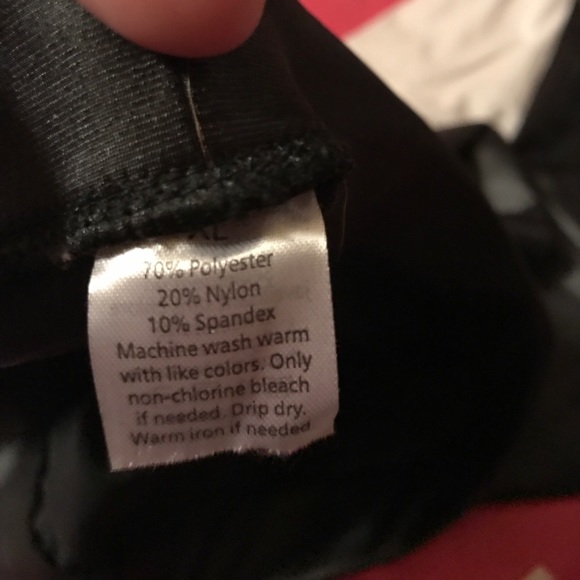 XL
70% Polyester
20% Nylon
10% Spandex
Machine wash warm
with like colors. Only
non-chlorine bleach
if needed. Drip dry.
Warm iron if needed